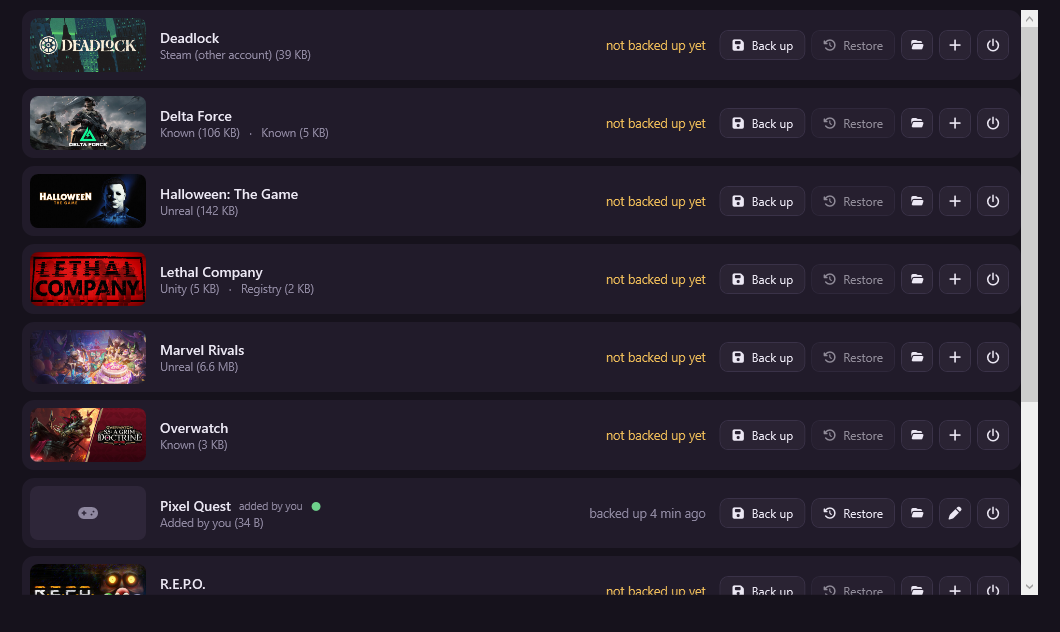 DEADLOCK
Deadlock
Steam (other account) (39 KB)
not backed up yet
Back up
Restore
DELTA FORCE
Delta Force
Known (106 KB) · Known (5 KB)
not backed up yet
Back up
Restore
HALLOWEEN
THE GAME
Halloween: The Game
Unreal (142 KB)
not backed up yet
Back up
Restore
LETHAL
COMPANY
Lethal Company
Unity (5 KB) · Registry (2 KB)
not backed up yet
Back up
Restore
Marvel Rivals
Unreal (6.6 MB)
not backed up yet
Back up
Restore
OVERWATCH
DOCTRINE
Overwatch
Known (3 KB)
not backed up yet
Back up
Restore
Pixel Quest added by you
Added by you (34 B)
backed up 4 min ago
Back up
Restore
R.E.P.O.
R.E.P.O.
not backed up yet
Back up
Restore